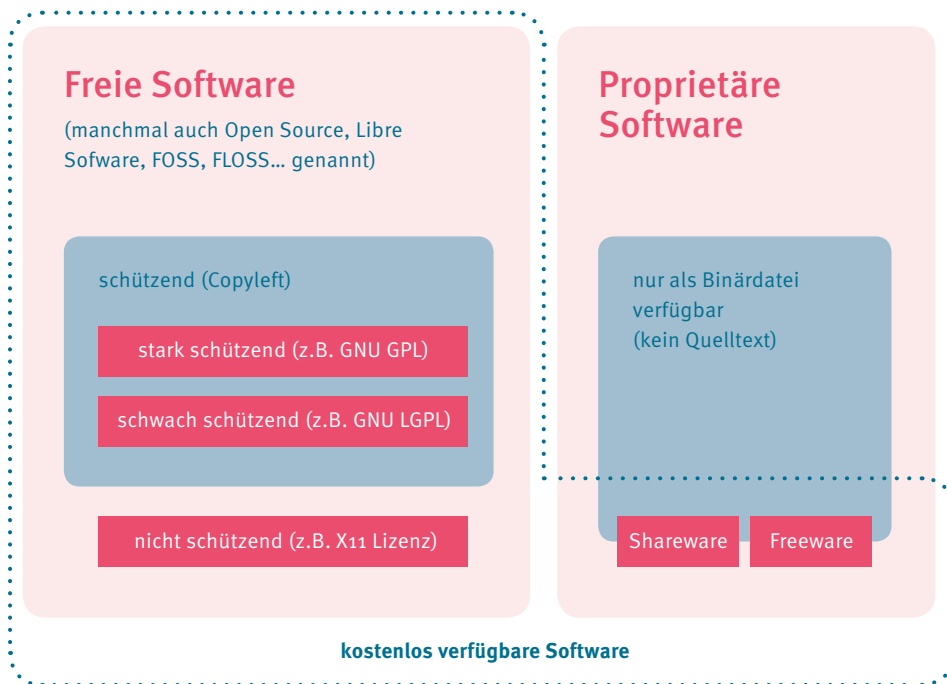 Freie Software
(manchmal auch Open Source, Libre
Sofware, FOSS, FLOSS... genannt)
schützend (Copyleft)
stark schützend (z.B. GNU GPL)
schwach schützend (z.B. GNU LGPL)
nicht schützend (z.B. X11 Lizenz)
Proprietäre
Software
nur als Binärdatei
verfügbar
(kein Quelltext)
Shareware
Freeware
kostenlos verfügbare Software